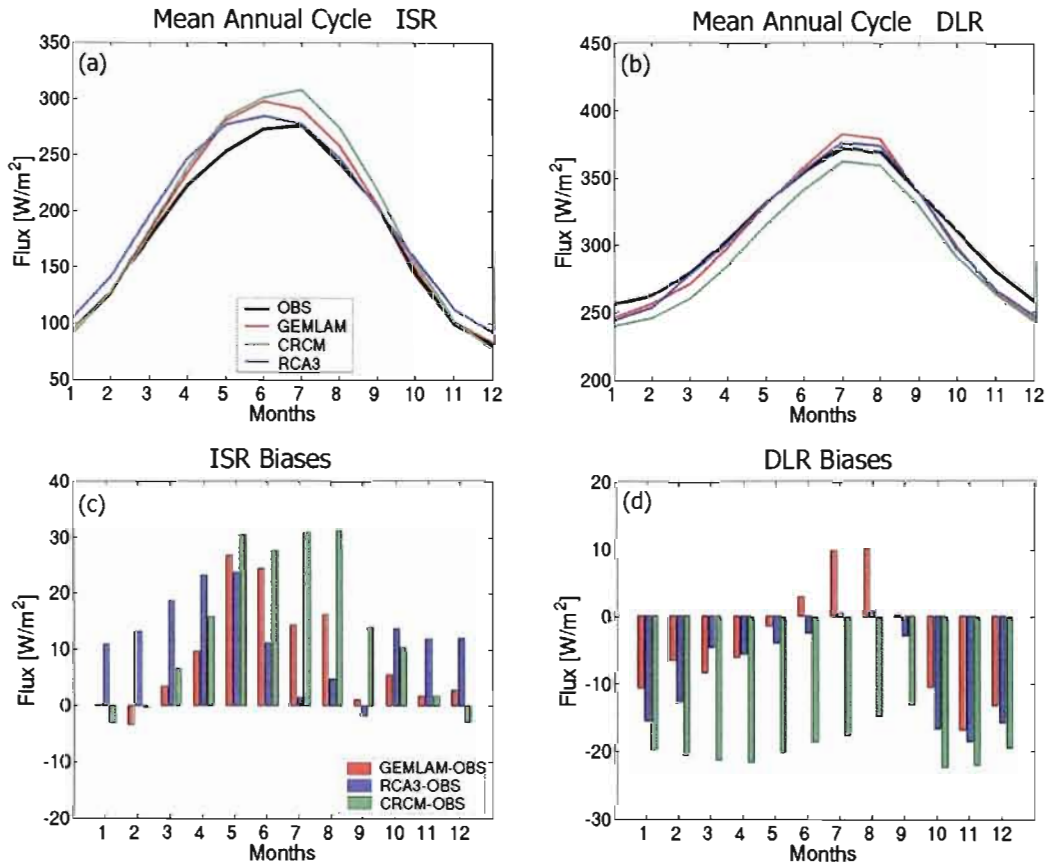 Mean Annual Cycle ISR
(a)
350
300
250
200
150
100
50
Flux [W/m²]
OBS
GEMLAM
CRCM
RCA3
1 2 3 4 5 6 7 8 9 10 11 12
Months
Mean Annual Cycle DLR
(b)
450
400
350
300
250
200
Flux [W/m²]
1 2 3 4 5 6 7 8 9 10 11 12
Months
ISR Biases
(c)
40
30
20
10
0
-10
-20
Flux [W/m²]
GEMLAM-OBS
RCA3-OBS
CRCM-OBS
1 2 3 4 5 6 7 8 9 10 11 12
Months
DLR Biases
(d)
20
10
0
-10
-20
-30
Flux [W/m²]
1 2 3 4 5 6 7 8 9 10 11 12
Months